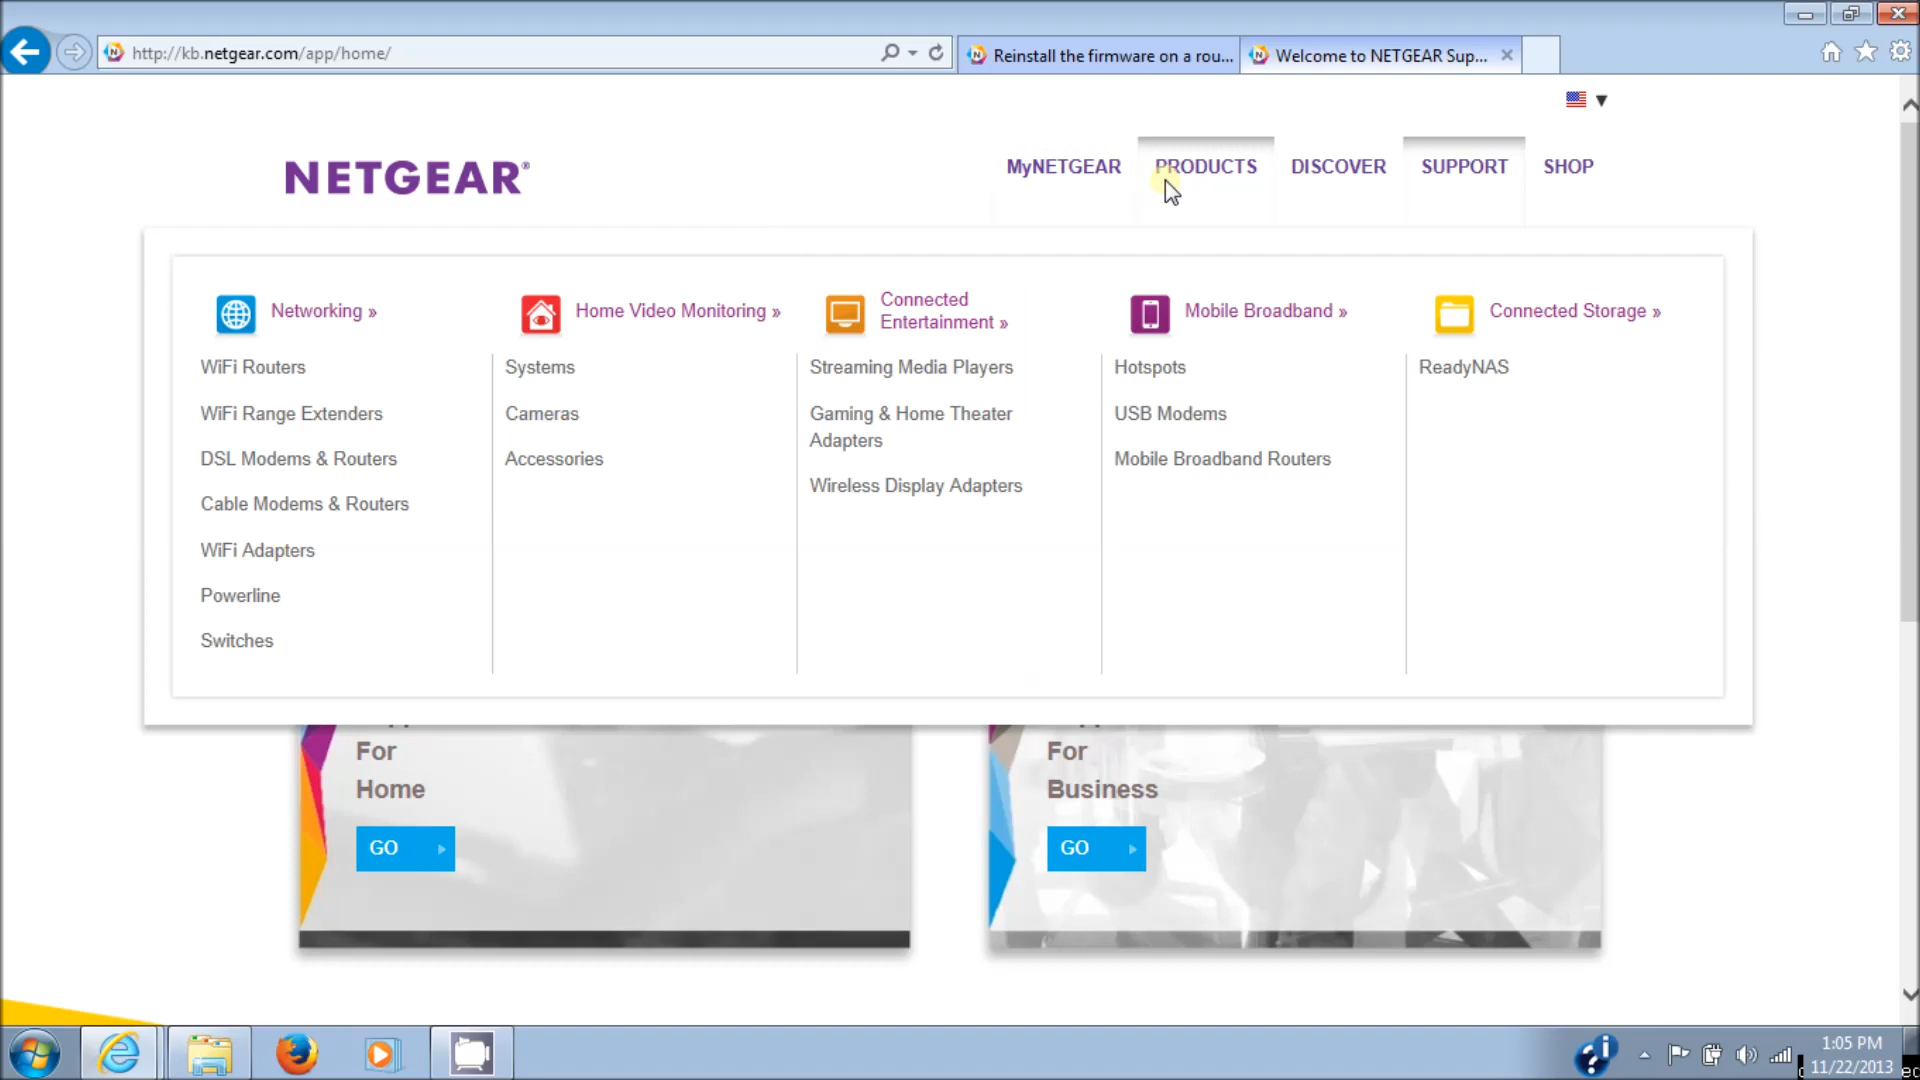 http://kb.netgear.com/app/home/
Reinstall the firmware on a rou...
Welcome to NETGEAR Sup...
NETGEAR®
MyNETGEAR
PRODUCTS
DISCOVER
SUPPORT
SHOP
Networking »
WiFi Routers
WiFi Range Extenders
DSL Modems & Routers
Cable Modems & Routers
WiFi Adapters
Powerline
Switches
Home Video Monitoring »
Systems
Cameras
Accessories
Connected
Entertainment »
Streaming Media Players
Gaming & Home Theater
Adapters
Wireless Display Adapters
Mobile Broadband »
Hotspots
USB Modems
Mobile Broadband Routers
Connected Storage »
ReadyNAS
For
Home
GO
For
Business
GO
1:05 PM
11/22/2013